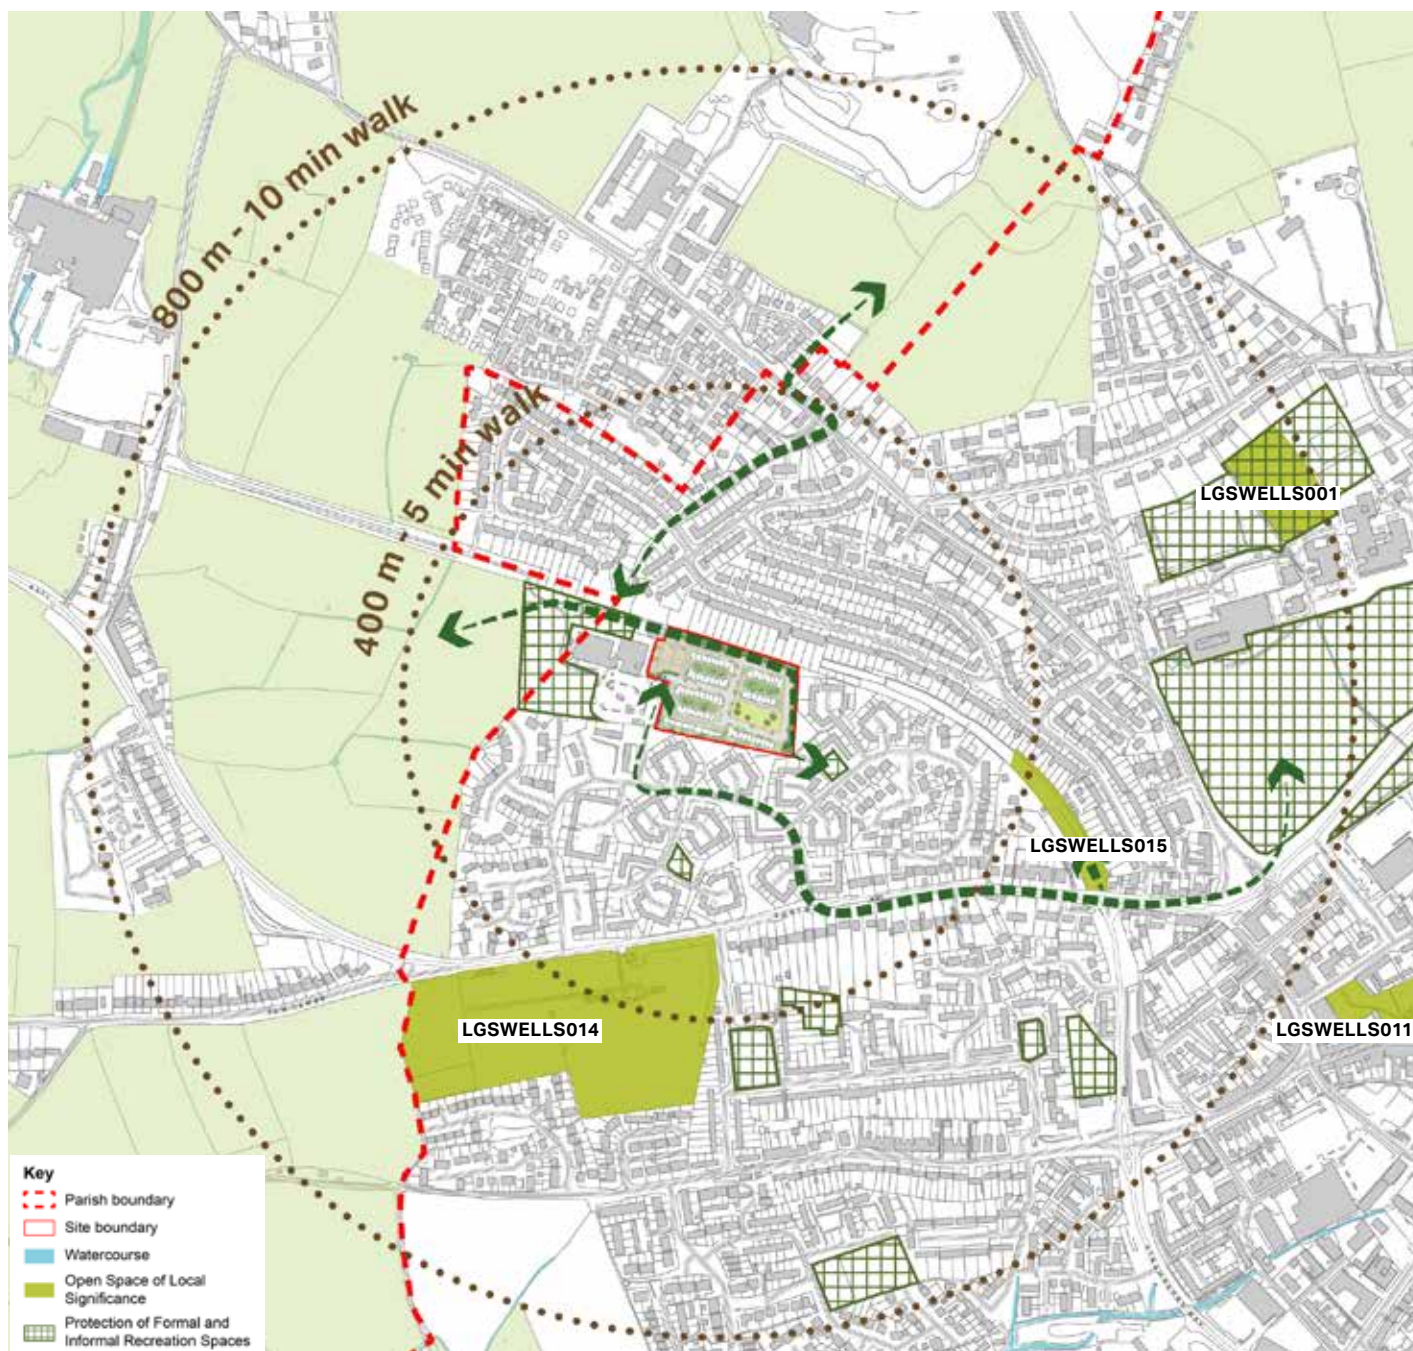 800 m - 10 min walk
400 m - 5 min walk
LGSWELLS001
LGSWELLS015
LGSWELLS014
LGSWELLS011
Key
Parish boundary
Site boundary
Watercourse
Open Space of Local
Significance
Protection of Formal and
Informal Recreation Spaces